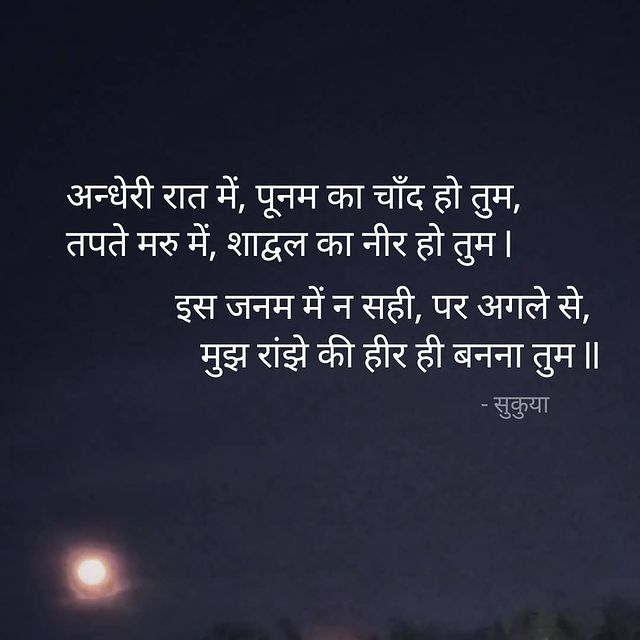 अन्धेरी रात में, पूनम का चाँद हो तुम,
तपते मरु में, शाद्वल का नीर हो तुम।
इस जनम में न सही, पर अगले से,
मुझ रांझे की हीर ही बनना तुम॥
- सुकुया